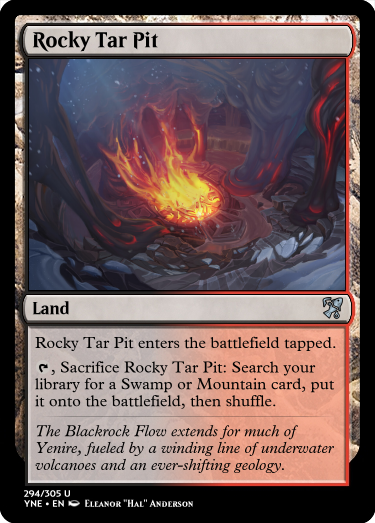 Rocky Tar Pit
Land
Rocky Tar Pit enters the battlefield tapped.
, Sacrifice Rocky Tar Pit: Search your
library for a Swamp or Mountain card, put
it onto the battlefield, then shuffle.
The Blackrock Flow extends for much of
Yenire, fueled by a winding line of underwater
volcanoes and an ever-shifting geology.
294/305 U
YNE • EN Eleanor "Hal" Anderson